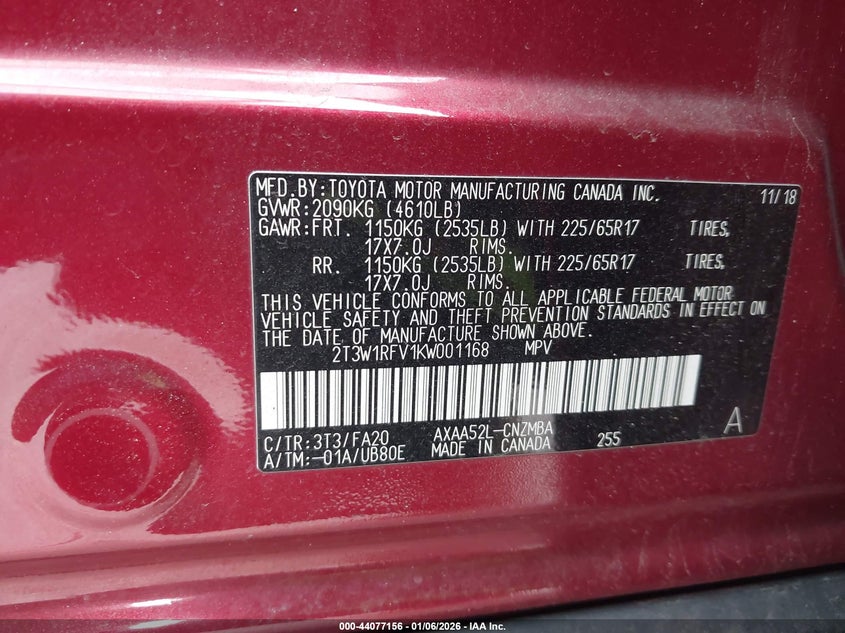 MFD.BY:TOYOTA MOTOR MANUFACTURING CANADA INC. 11/18
GVWR:2090KG (4610LB)
GAWR:FRT. 1150KG (2535LB) WITH 225/65R17 TIRES,
17X7.0J RIMS.
RR. 1150KG (2535LB) WITH 225/65R17 TIRES,
17X7.0J RIMS.
THIS VEHICLE CONFORMS TO ALL APPLICABLE FEDERAL MOTOR
VEHICLE SAFETY AND THEFT PREVENTION STANDARDS IN EFFECT ON
THE DATE OF MANUFACTURE SHOWN ABOVE.
2T3W1RFV1KW001168 MPV
C/TR:3T3/FA20 AXAA52L-CNZMBA 255 A
A/TM:-01A/UB80E MADE IN CANADA
000-44077156 - 01/06/2026 - IAA Inc.